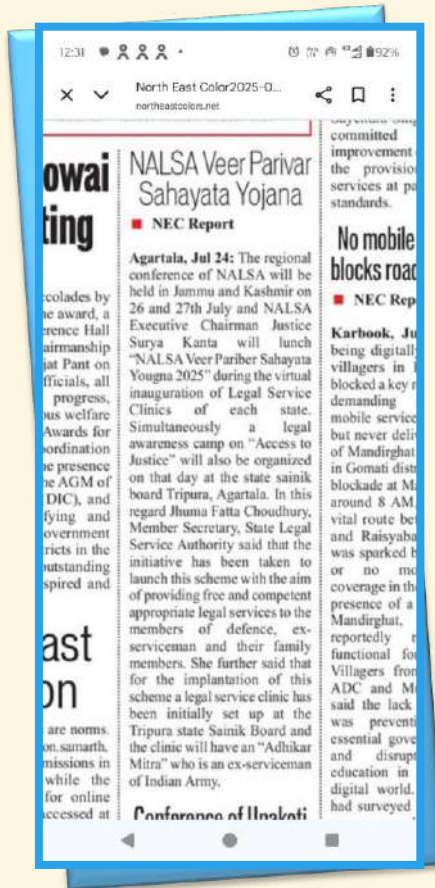 12:31
92%
North East Color2025-0...
northeastcolors.net
owai
ting
ccolades by
ne award, a
erence Hall
airmanship
jat Pant on
fficials, all
progress,
ous welfare
Awards for
oordination
he presence
he AGM of
(DIC), and
fying and
overnment
tricts in the
outstanding
spired and
ast
on
are norms.
on.samarth.
missions in
while the
for online
accessed at
NALSA Veer Parivar
Sahayata Yojana
NEC Report
Agartala, Jul 24: The regional
conference of NALSA will be
held in Jammu and Kashmir on
26 and 27th July and NALSA
Executive Chairman Justice
Surya Kanta will lunch
"NALSA Veer Pariber Sahayata
Yougna 2025" during the virtual
inauguration of Legal Service
Clinics of each state.
Simultaneously a legal
awareness camp on "Access to
Justice" will also be organized
on that day at the state sainik
board Tripura, Agartala. In this
regard Jhuma Fatta Choudhury,
Member Secretary, State Legal
Service Authority said that the
initiative has been taken to
launch this scheme with the aim
of providing free and competent
appropriate legal services to the
members of defence, ex-
serviceman and their family
members. She further said that
for the implantation of this
scheme a legal service clinic has
been initially set up at the
Tripura state Sainik Board and
the clinic will have an "Adhikar
Mitra" who is an ex-serviceman
of Indian Army.
Conference of Unakoti
committed
improvement
the provision
services at pa
standards.
No mobile
blocks road
NEC Rep
Karbook, Ju
being digitally
villagers in
blocked a key r
demanding
mobile service
but never deli
of Mandirghat
in Gomati distr
blockade at Ma
around 8 AM,
vital route bet
and Raisyaba
was sparked b
or no mo
coverage in the
presence of a
Mandirghat,
reportedly r
functional fo
Villagers from
ADC and M
said the lack
was preventi
essential gove
and disrupt
education in
digital world.
had surveyed